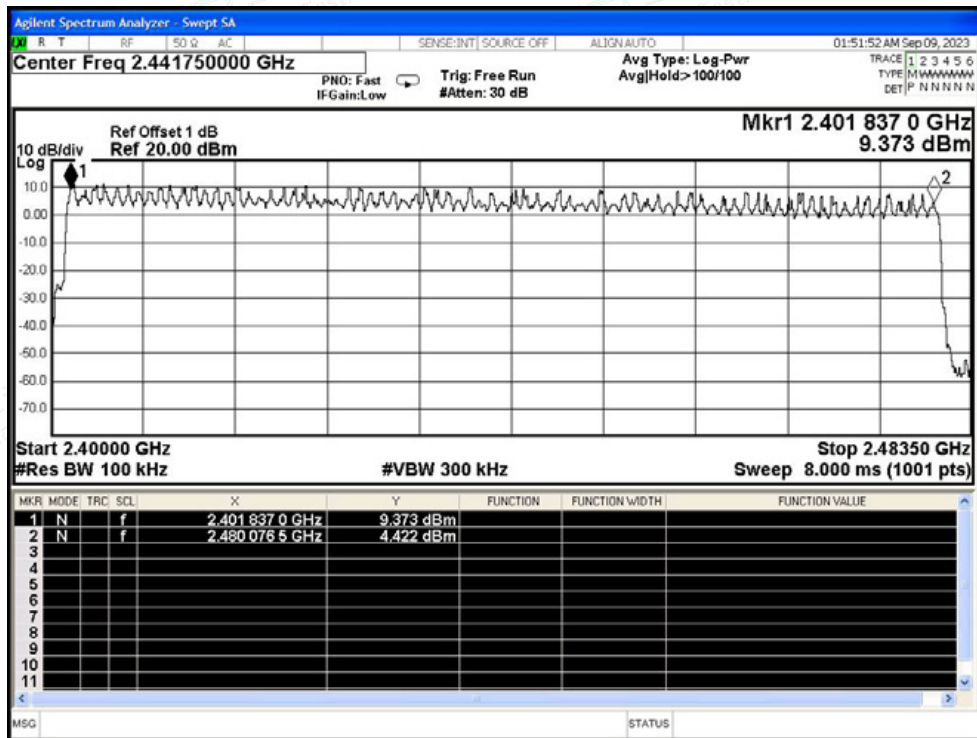 Agilent Spectrum Analyzer - Swept SA
LXI R T RF 50 Ω AC SENSE:INT SOURCE OFF ALIGN AUTO 01:51:52 AM Sep 09, 2023
Center Freq 2.441750000 GHz
PNO: Fast
IFGain:Low
Trig: Free Run
#Atten: 30 dB
Avg Type: Log-Pwr
Avg|Hold:>100/100
TRACE 1 2 3 4 5 6
TYPE M W W W W W
DET P N N N N N
Mkr1 2.401 837 0 GHz
9.373 dBm
Ref Offset 1 dB
10 dB/div Ref 20.00 dBm
Log
1
2
10.0
0.00
-10.0
-20.0
-30.0
-40.0
-50.0
-60.0
-70.0
Start 2.40000 GHz Stop 2.48350 GHz
#Res BW 100 kHz #VBW 300 kHz Sweep 8.000 ms (1001 pts)
MKR MODE TRC SCL X Y FUNCTION FUNCTION WIDTH FUNCTION VALUE
1 N f 2.401 837 0 GHz 9.373 dBm
2 N f 2.480 076 5 GHz 4.422 dBm
3
4
5
6
7
8
9
10
11
MSG STATUS